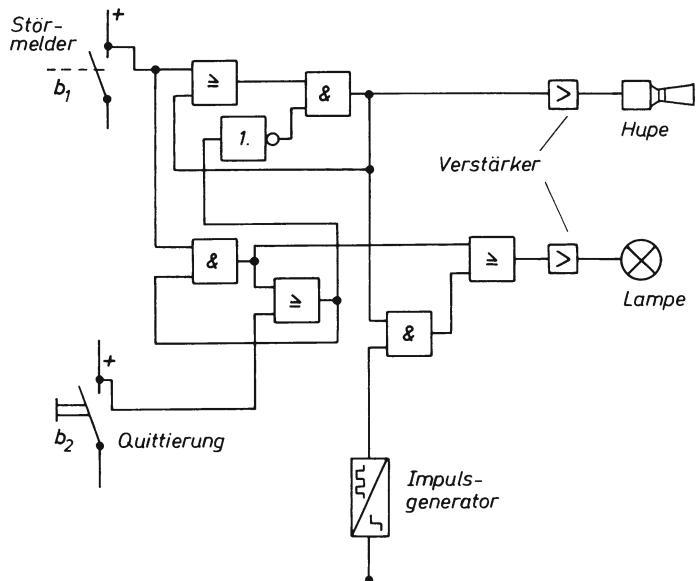 +
Stör-
melder
b1
≥
&
1.
>
Hupe
Verstärker
&
≥
≥
>
Lampe
&
+
b2
Quittierung
Impuls-
generator